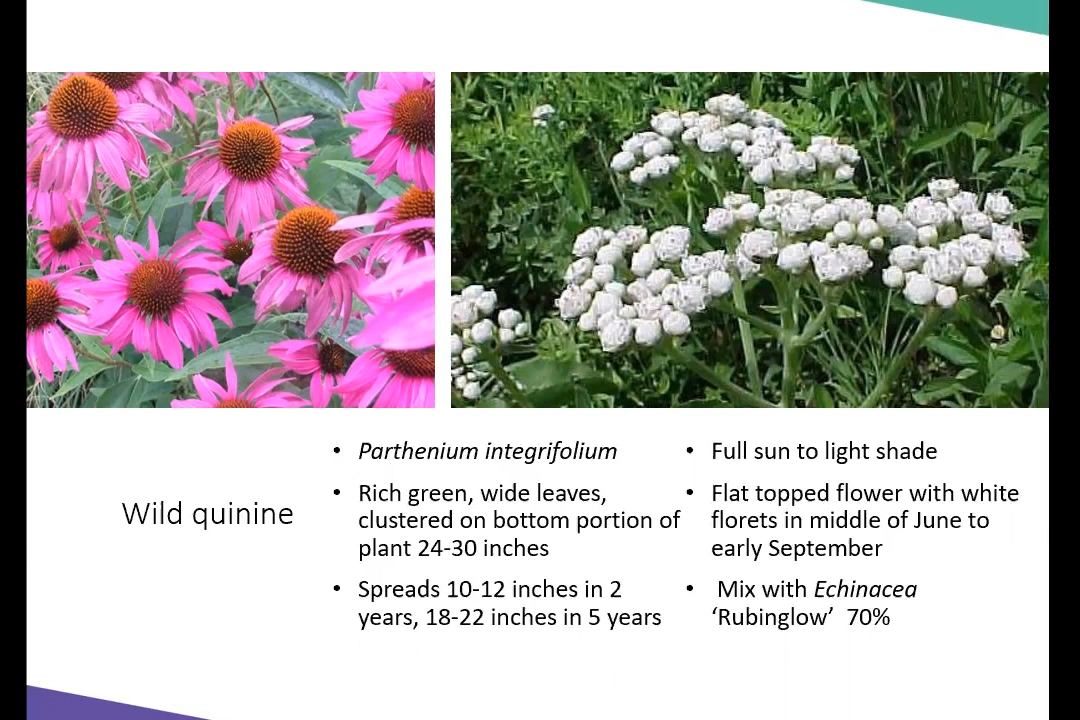 Wild quinine
• Parthenium integrifolium
• Rich green, wide leaves,
clustered on bottom portion of
plant 24-30 inches
• Spreads 10-12 inches in 2
years, 18-22 inches in 5 years
• Full sun to light shade
• Flat topped flower with white
florets in middle of June to
early September
• Mix with Echinacea
‘Rubinglow’ 70%